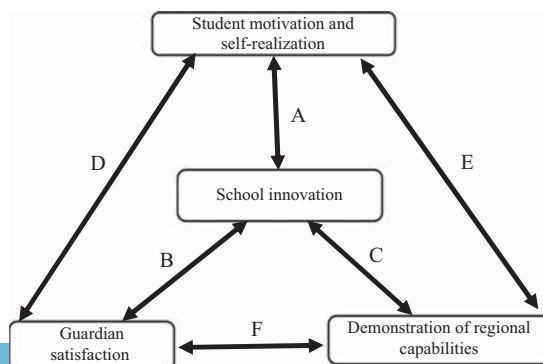 Student motivation and
self-realization
A
D
E
School innovation
B
C
Guardian
satisfaction
F
Demonstration of regional
capabilities